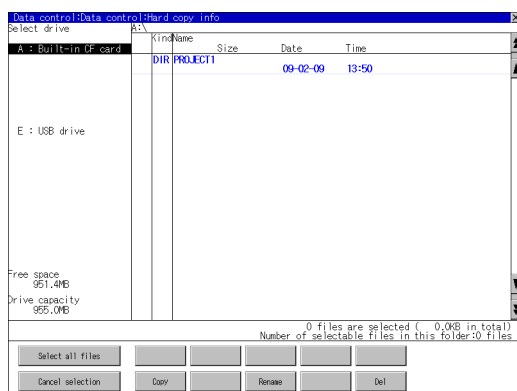 Data control:Data control:Hard copy info
Select drive
A:\
A : Built-in CF card
E : USB drive
Kind Name
Size Date Time
DIR PROJECT1
09-02-09 13:50
Free space
951.4MB
Drive capacity
955.0MB
0 files are selected ( 0.0KB in total)
Number of selectable files in this folder:0 files
Select all files
Cancel selection
Copy
Rename
Del